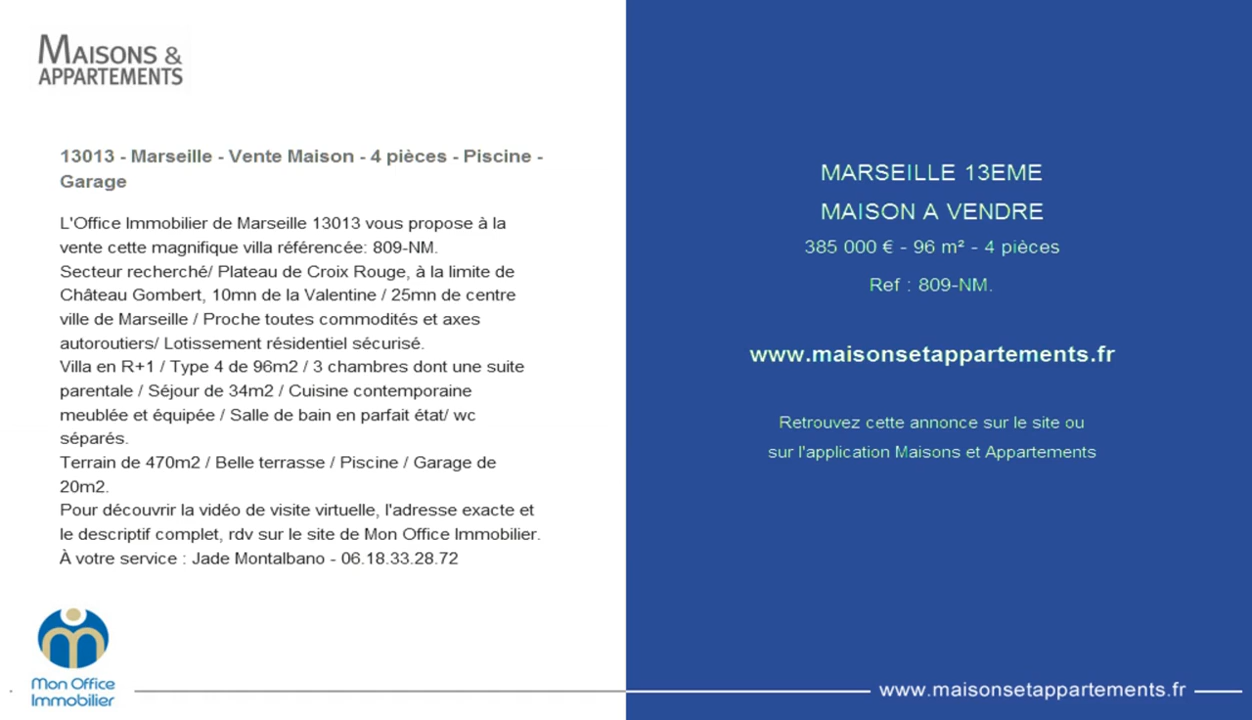 MAISONS &
APPARTEMENTS
13013 - Marseille - Vente Maison - 4 pièces - Piscine -
Garage
L'Office Immobilier de Marseille 13013 vous propose à la
vente cette magnifique villa référencée: 809-NM.
Secteur recherché/ Plateau de Croix Rouge, à la limite de
Château Gombert, 10mn de la Valentine / 25mn de centre
ville de Marseille / Proche toutes commodités et axes
autoroutiers/ Lotissement résidentiel sécurisé.
Villa en R+1 / Type 4 de 96m2 / 3 chambres dont une suite
parentale / Séjour de 34m2 / Cuisine contemporaine
meublée et équipée / Salle de bain en parfait état/ wc
séparés.
Terrain de 470m2 / Belle terrasse / Piscine / Garage de
20m2.
Pour découvrir la vidéo de visite virtuelle, l'adresse exacte et
le descriptif complet, rdv sur le site de Mon Office Immobilier.
À votre service : Jade Montalbano - 06.18.33.28.72
Mon Office
Immobilier
MARSEILLE 13EME
MAISON A VENDRE
385 000 € - 96 m² - 4 pièces
Ref : 809-NM.
www.maisonsetappartements.fr
Retrouvez cette annonce sur le site ou
sur l'application Maisons et Appartements
www.maisonsetappartements.fr